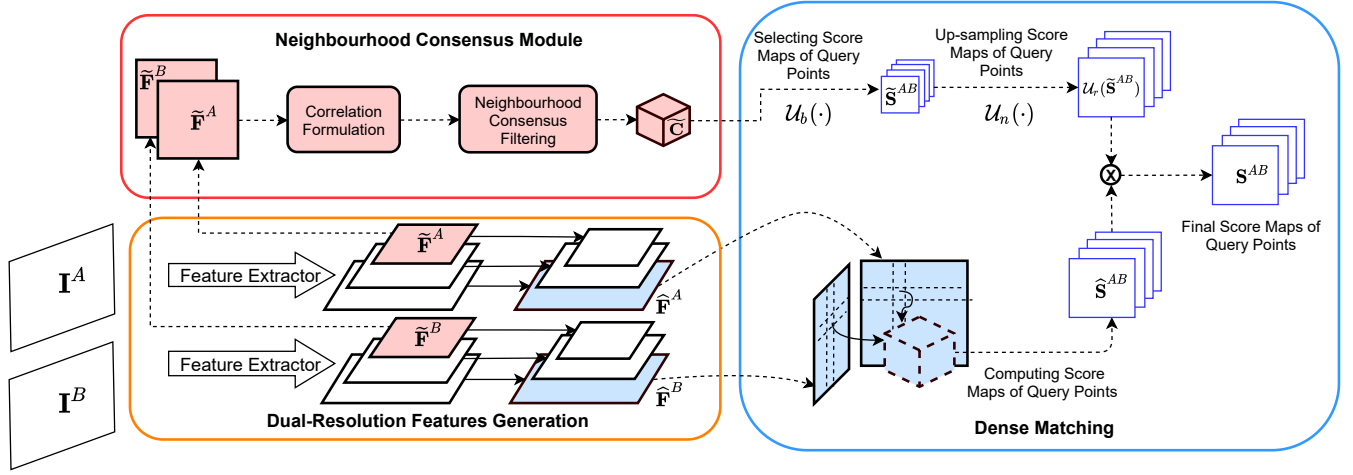 Neighbourhood Consensus Module
F̃^B
F̃^A
Correlation
Formulation
Neighbourhood
Consensus
Filtering
C̃
Selecting Score
Maps of Query
Points
𝒰_b(·)
S̃^{AB}
Up-sampling Score
Maps of Query
Points
𝒰_n(·)
𝒰_r(S̃^{AB})
X
S^{AB}
Final Score Maps of
Query Points
Ŝ^{AB}
I^A
I^B
Feature Extractor
F̃^A
F̂^A
Feature Extractor
F̃^B
F̂^B
Dual-Resolution Features Generation
Computing Score
Maps of Query Points
Dense Matching